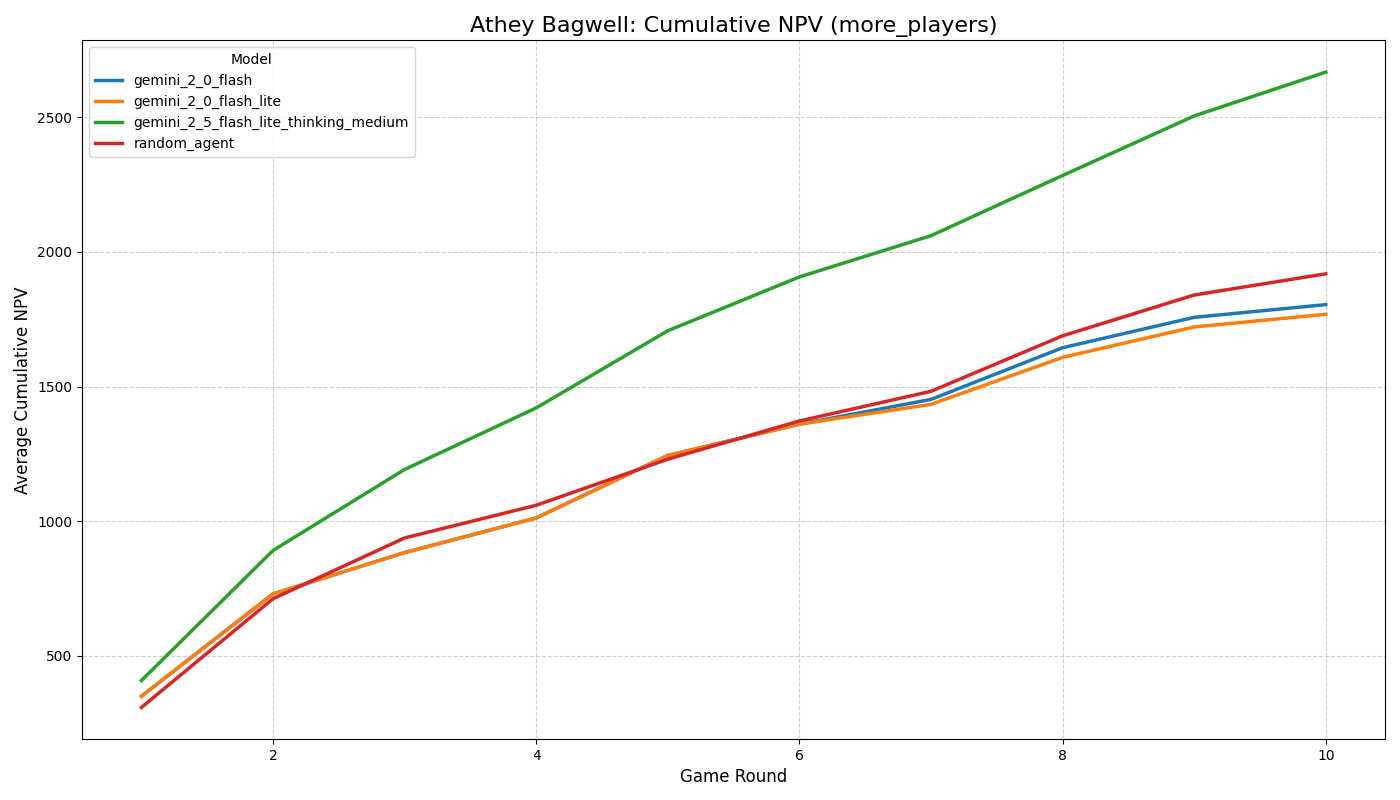 Athey Bagwell: Cumulative NPV (more_players)
Model
gemini_2_0_flash
gemini_2_0_flash_lite
gemini_2_5_flash_lite_thinking_medium
random_agent
Average Cumulative NPV
2500
2000
1500
1000
500
2 4 6 8 10
Game Round